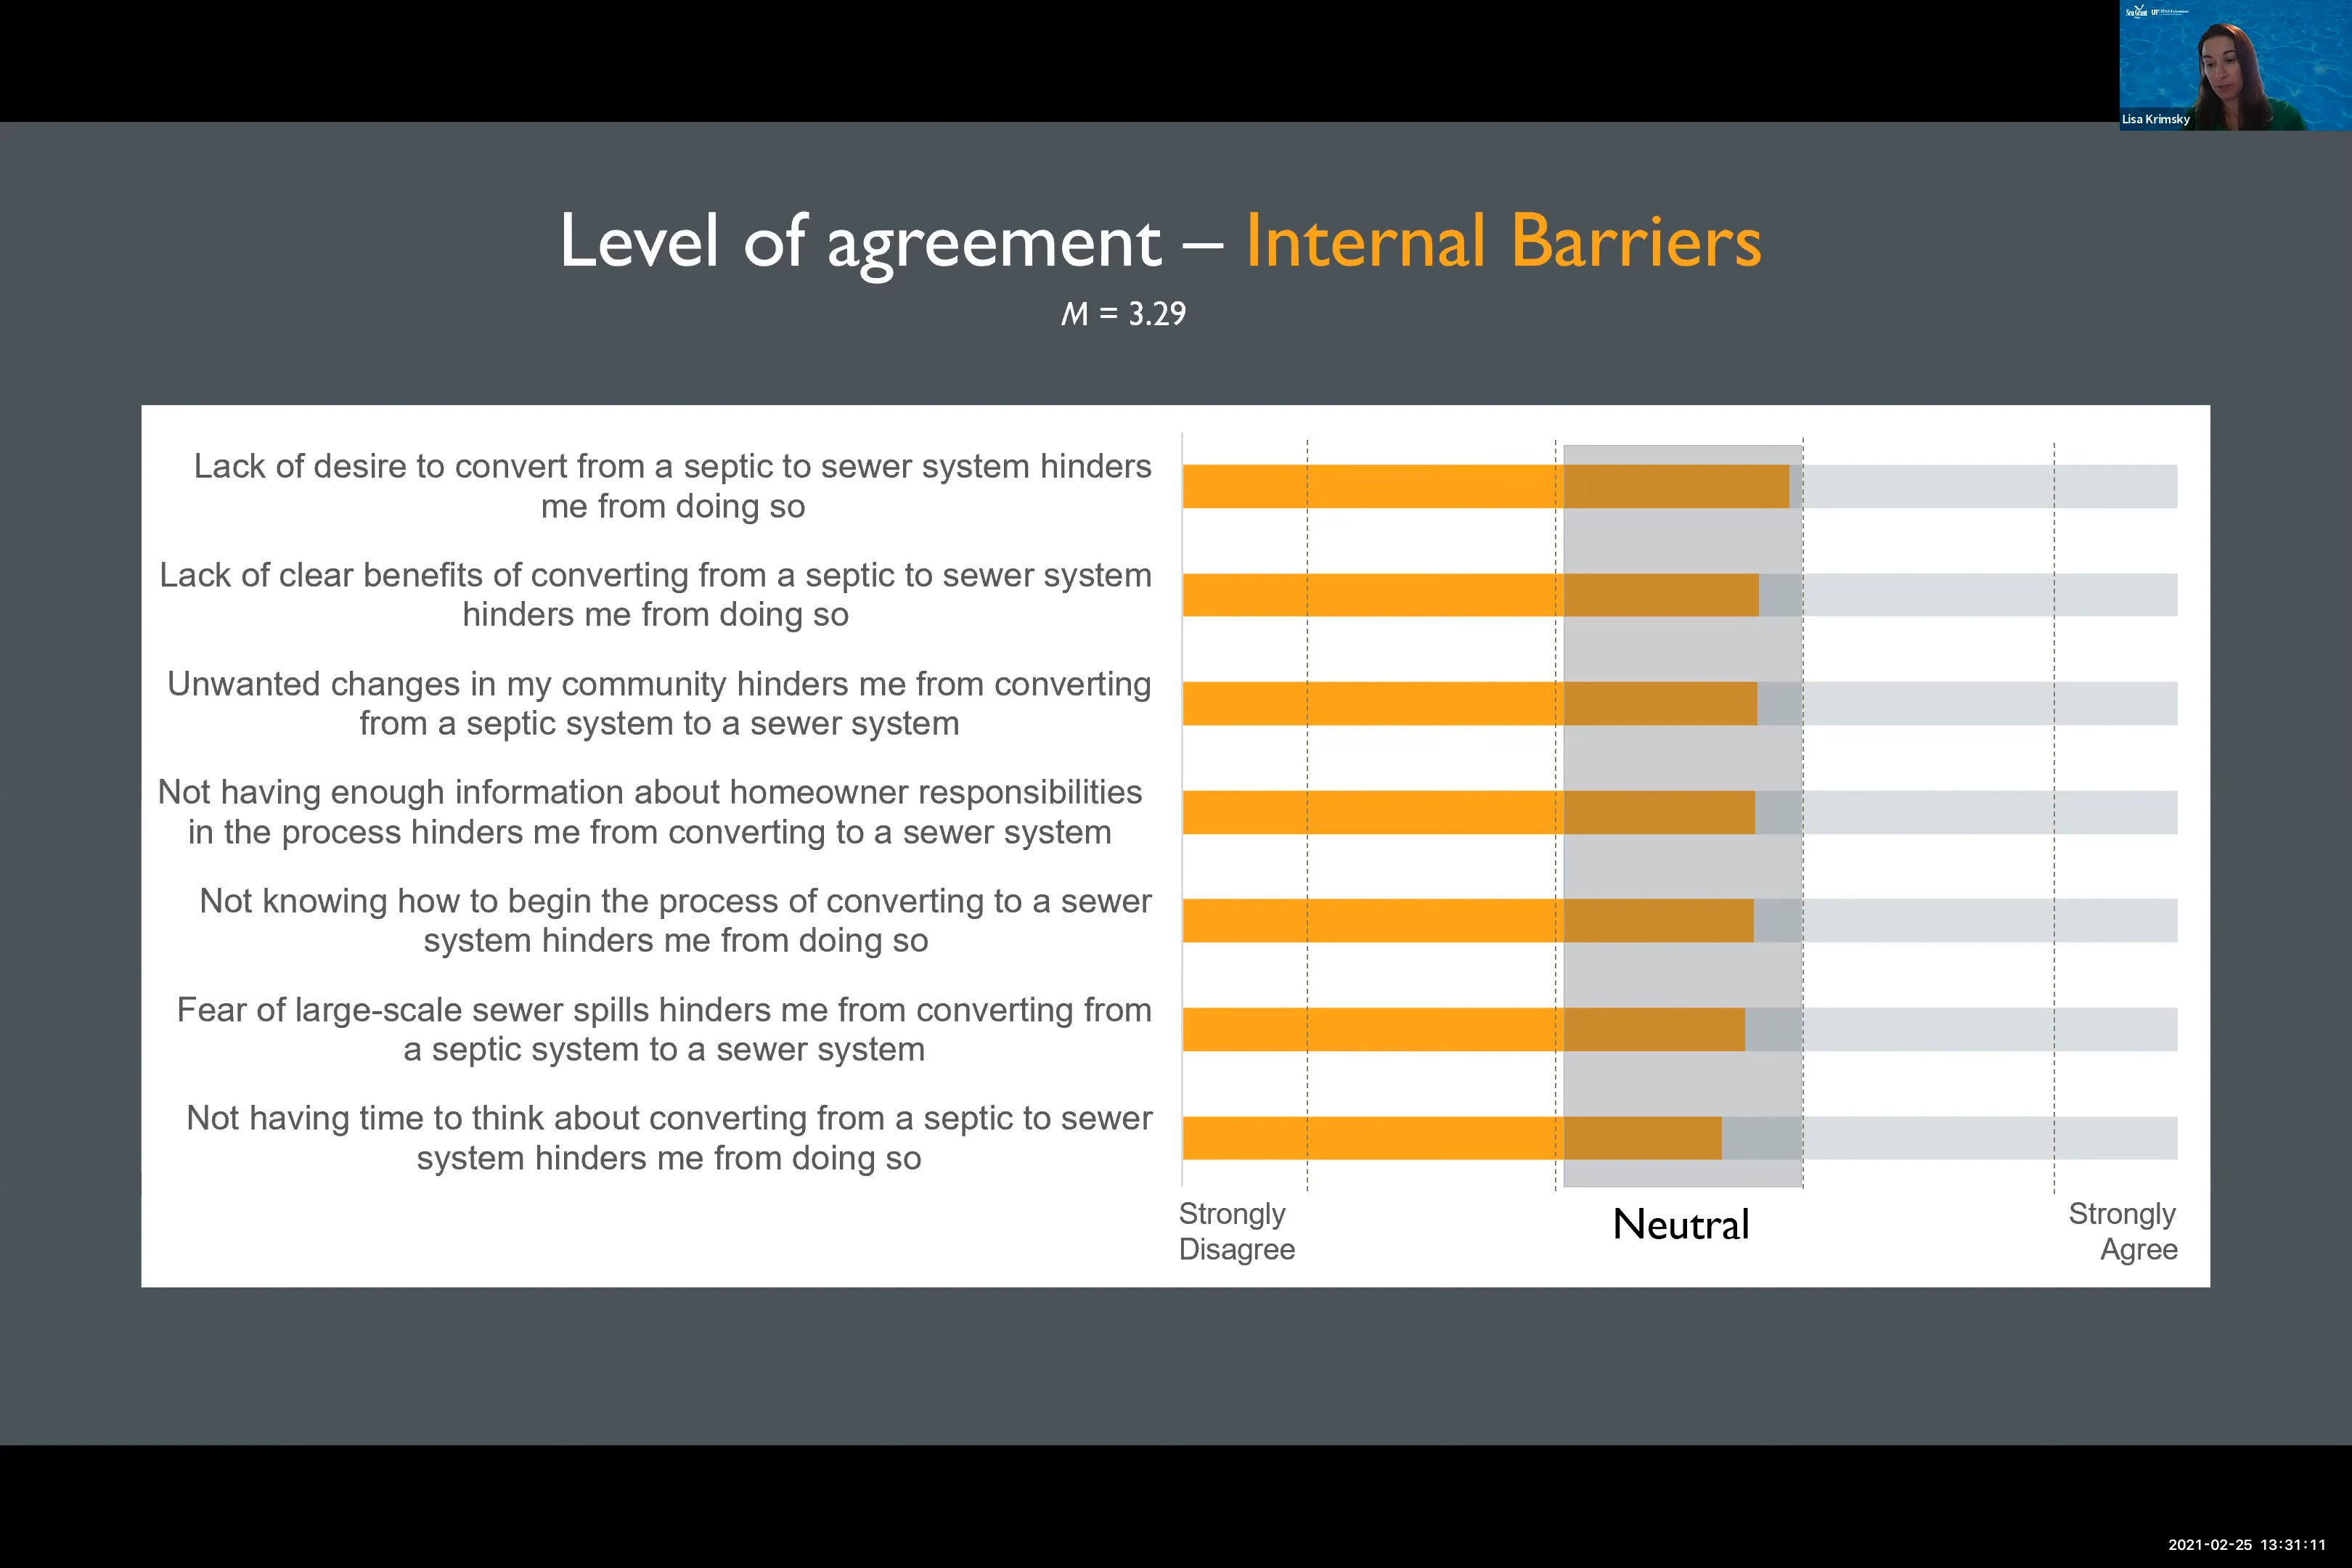 Sea Grant UF
Lisa Krimsky
Level of agreement – Internal Barriers
M = 3.29
Lack of desire to convert from a septic to sewer system hinders
me from doing so
Lack of clear benefits of converting from a septic to sewer system
hinders me from doing so
Unwanted changes in my community hinders me from converting
from a septic system to a sewer system
Not having enough information about homeowner responsibilities
in the process hinders me from converting to a sewer system
Not knowing how to begin the process of converting to a sewer
system hinders me from doing so
Fear of large-scale sewer spills hinders me from converting from
a septic system to a sewer system
Not having time to think about converting from a septic to sewer
system hinders me from doing so
Strongly
Disagree
Neutral
Strongly
Agree
2021-02-25 13:31:11